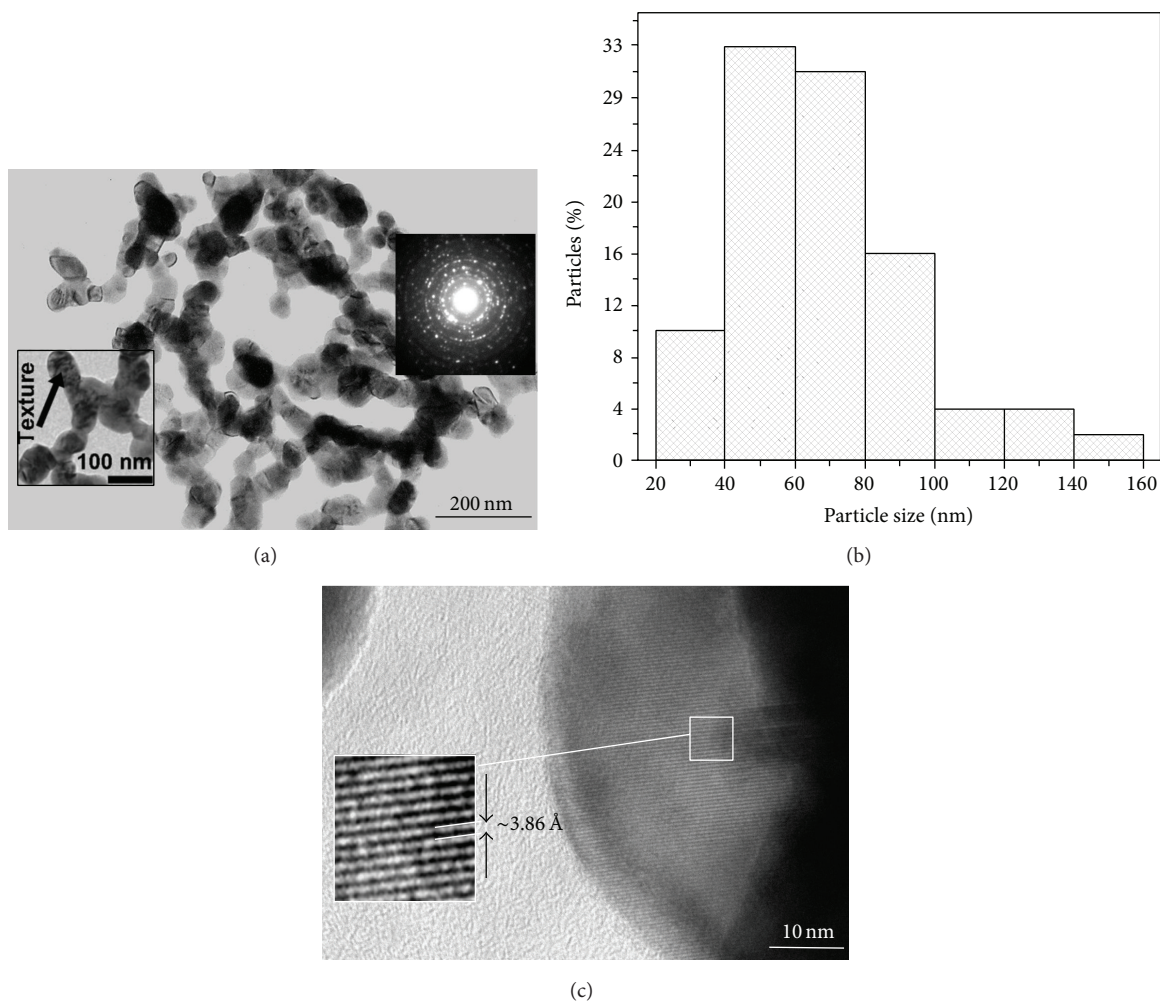 Texture
100 nm
200 nm
(a)
33
29
24
20
16
12
8
4
0
20 40 60 80 100 120 140 160
Particles (%)
Particle size (nm)
(b)
~3.86 Å
10 nm
(c)